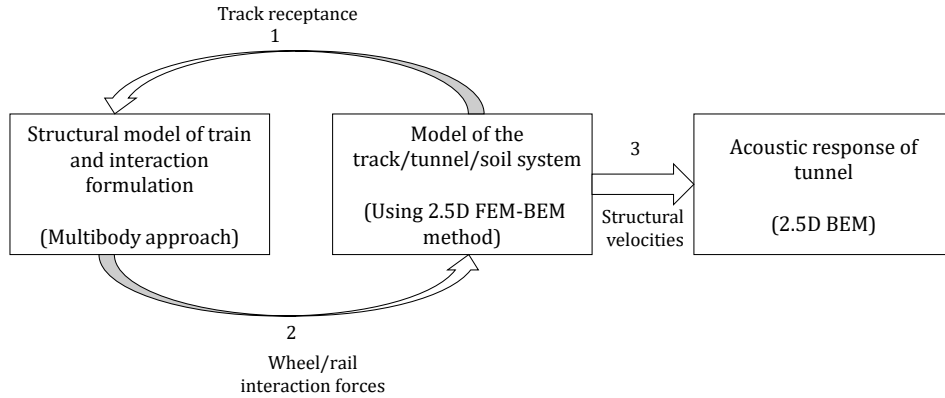 Track receptance
1
Structural model of train
and interaction
formulation
(Multibody approach)
Model of the
track/tunnel/soil system
(Using 2.5D FEM-BEM
method)
3
Structural
velocities
Acoustic response of
tunnel
(2.5D BEM)
2
Wheel/rail
interaction forces